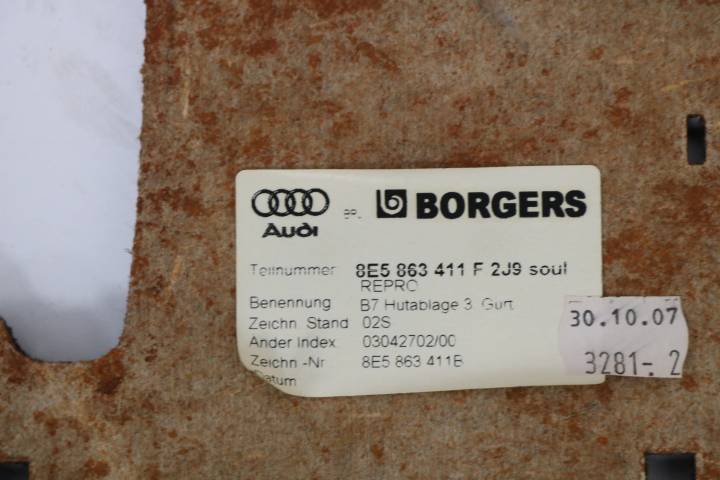 Audi BORGERS
Teilnummer 8E5 863 411 F 2J9 soul
REPRO
Benennung B7 Hutablage 3. Gurt
Zeichn. Stand 02S
Ander Index 03042702/00
Zeichn.-Nr 8E5 863 411B
Datum
30.10.07
3281-. 2